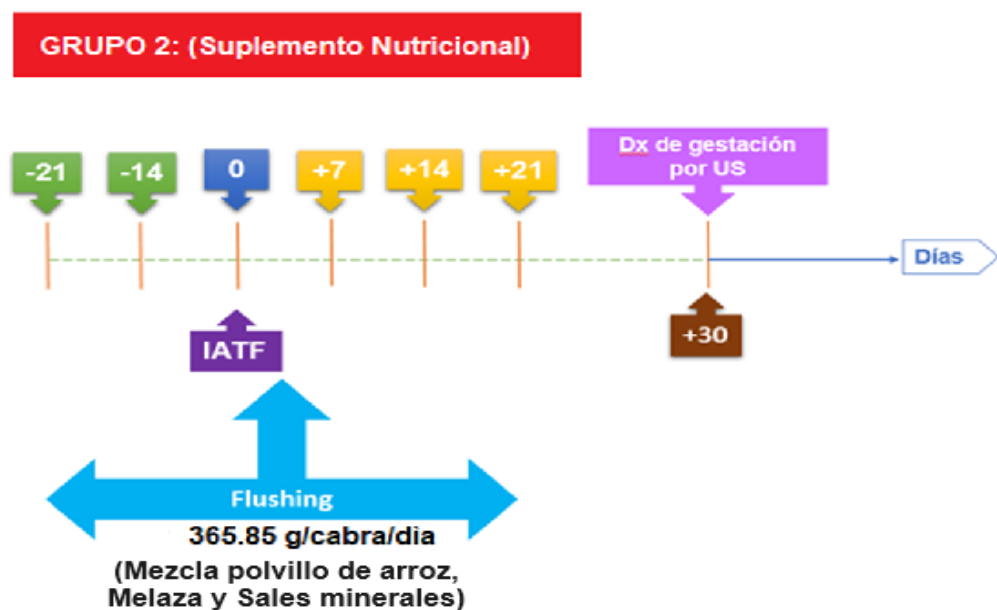 GRUPO 2: (Suplemento Nutricional)
Dx de gestación
por US
-21
-14
0
+7
+14
+21
Días
IATF
+30
Flushing
365.85 g/cabra/dia
(Mezcla polvillo de arroz,
Melaza y Sales minerales)